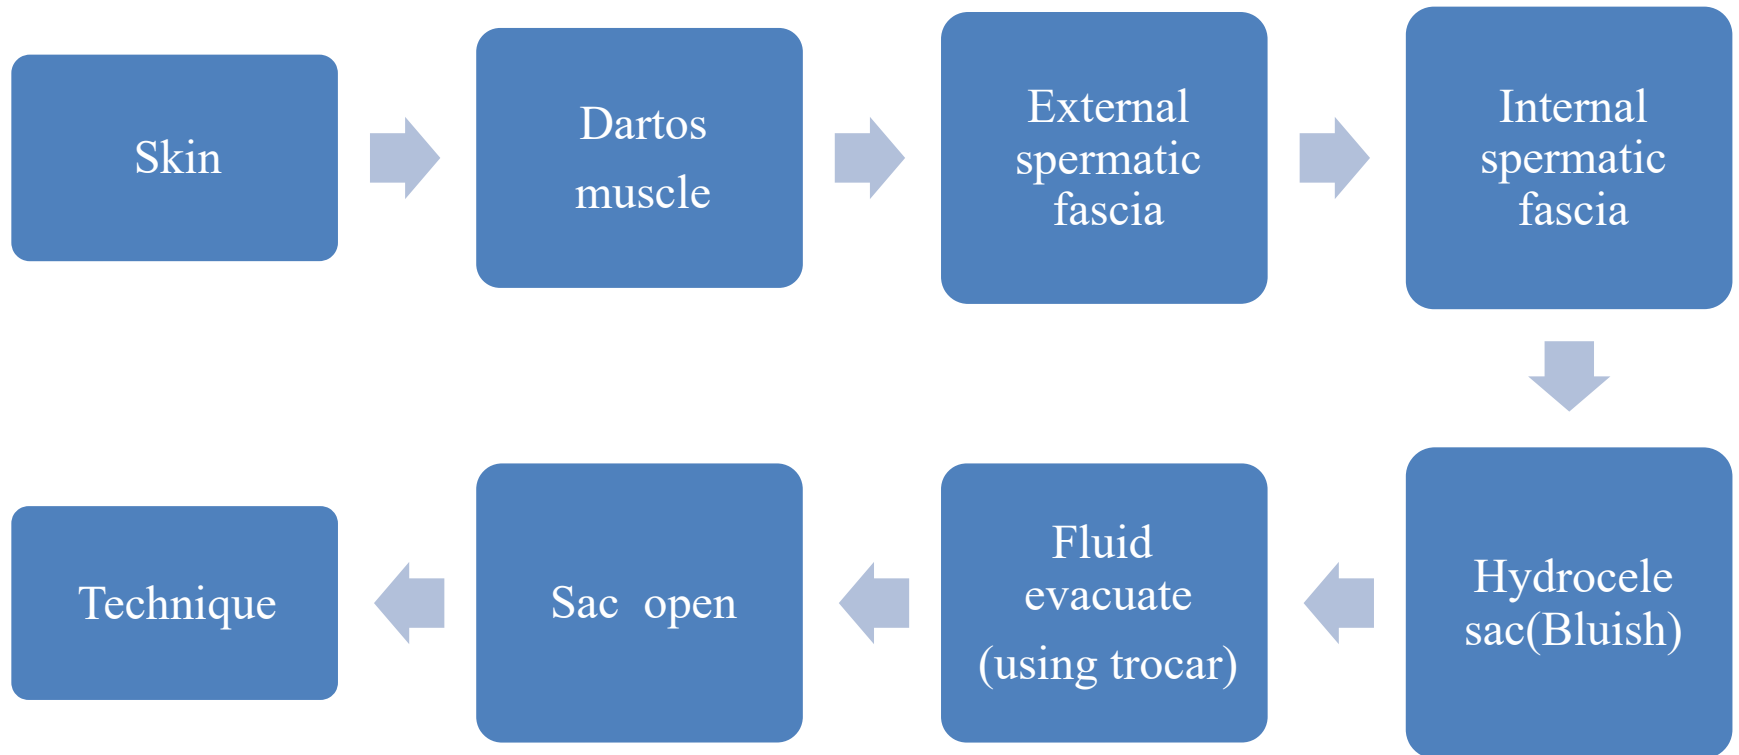 Skin
Dartos
muscle
External
spermatic
fascia
Internal
spermatic
fascia
Hydrocele
sac(Bluish)
Fluid
evacuate
(using trocar)
Sac open
Technique